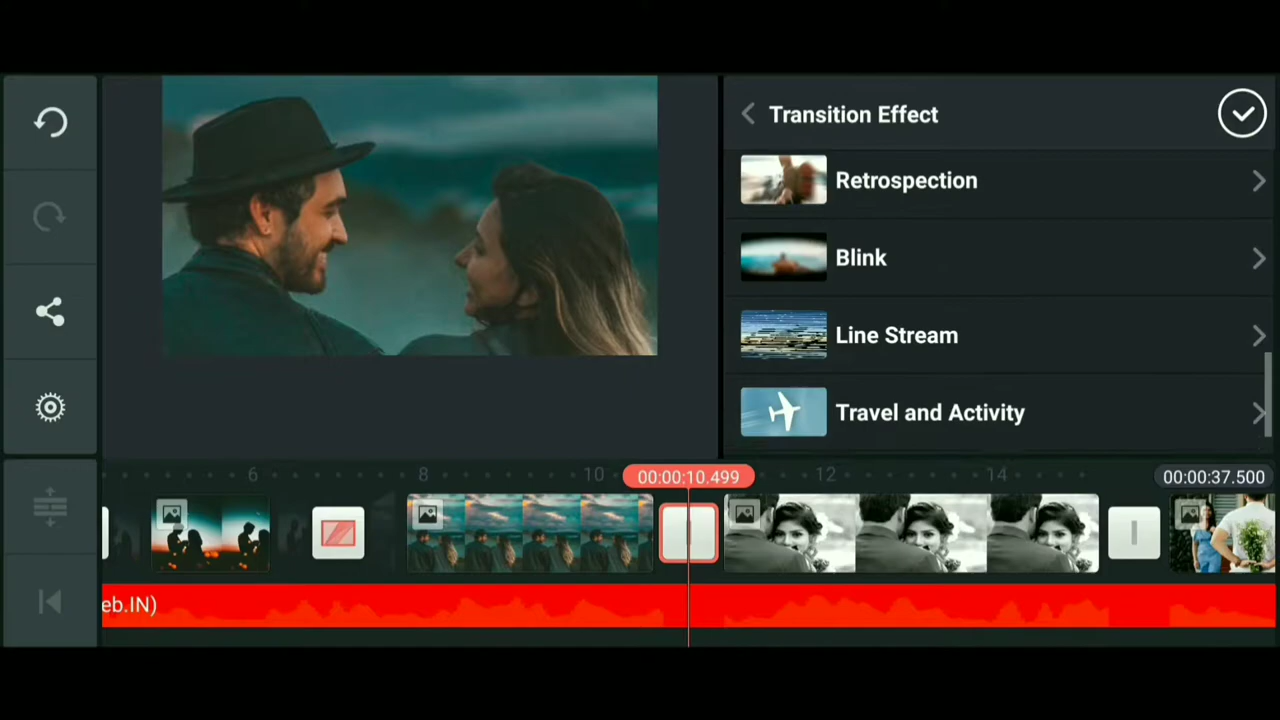 Transition Effect
Retrospection
Blink
Line Stream
Travel and Activity
6
8
10
00:00:10.499
12
14
00:00:37.500
eb.IN)